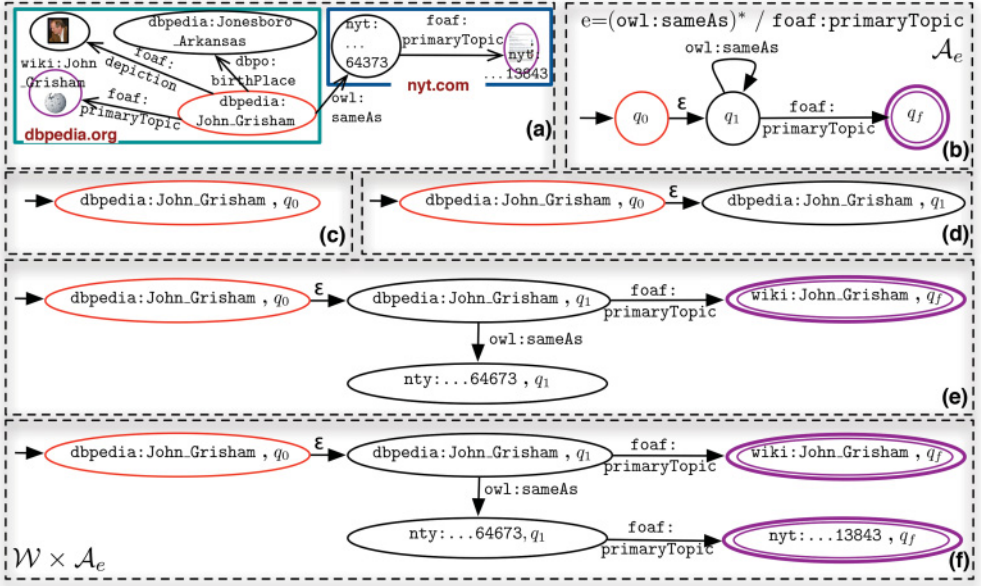 dbpedia:Jonesboro
_Arkansas
wiki:John
_Grisham
foaf:
depiction
dbpo:
birthPlace
foaf:
primaryTopic
dbpedia:
John_Grisham
dbpedia.org
owl:
sameAs
nyt:
...
64373
foaf:
primaryTopic
nyt:
...13843
nyt.com
(a)
e=(owl:sameAs)* / foaf:primaryTopic
owl:sameAs
𝒜e
q0
ε
q1
foaf:
primaryTopic
qf
(b)
dbpedia:John_Grisham , q0
(c)
dbpedia:John_Grisham , q0
ε
dbpedia:John_Grisham , q1
(d)
dbpedia:John_Grisham , q0
ε
dbpedia:John_Grisham , q1
foaf:
primaryTopic
wiki:John_Grisham , qf
owl:sameAs
nty:...64673 , q1
(e)
dbpedia:John_Grisham , q0
ε
dbpedia:John_Grisham , q1
foaf:
primaryTopic
wiki:John_Grisham , qf
owl:sameAs
nty:...64673,q1
foaf:
primaryTopic
nyt:...13843 , qf
𝒲 × 𝒜e
(f)